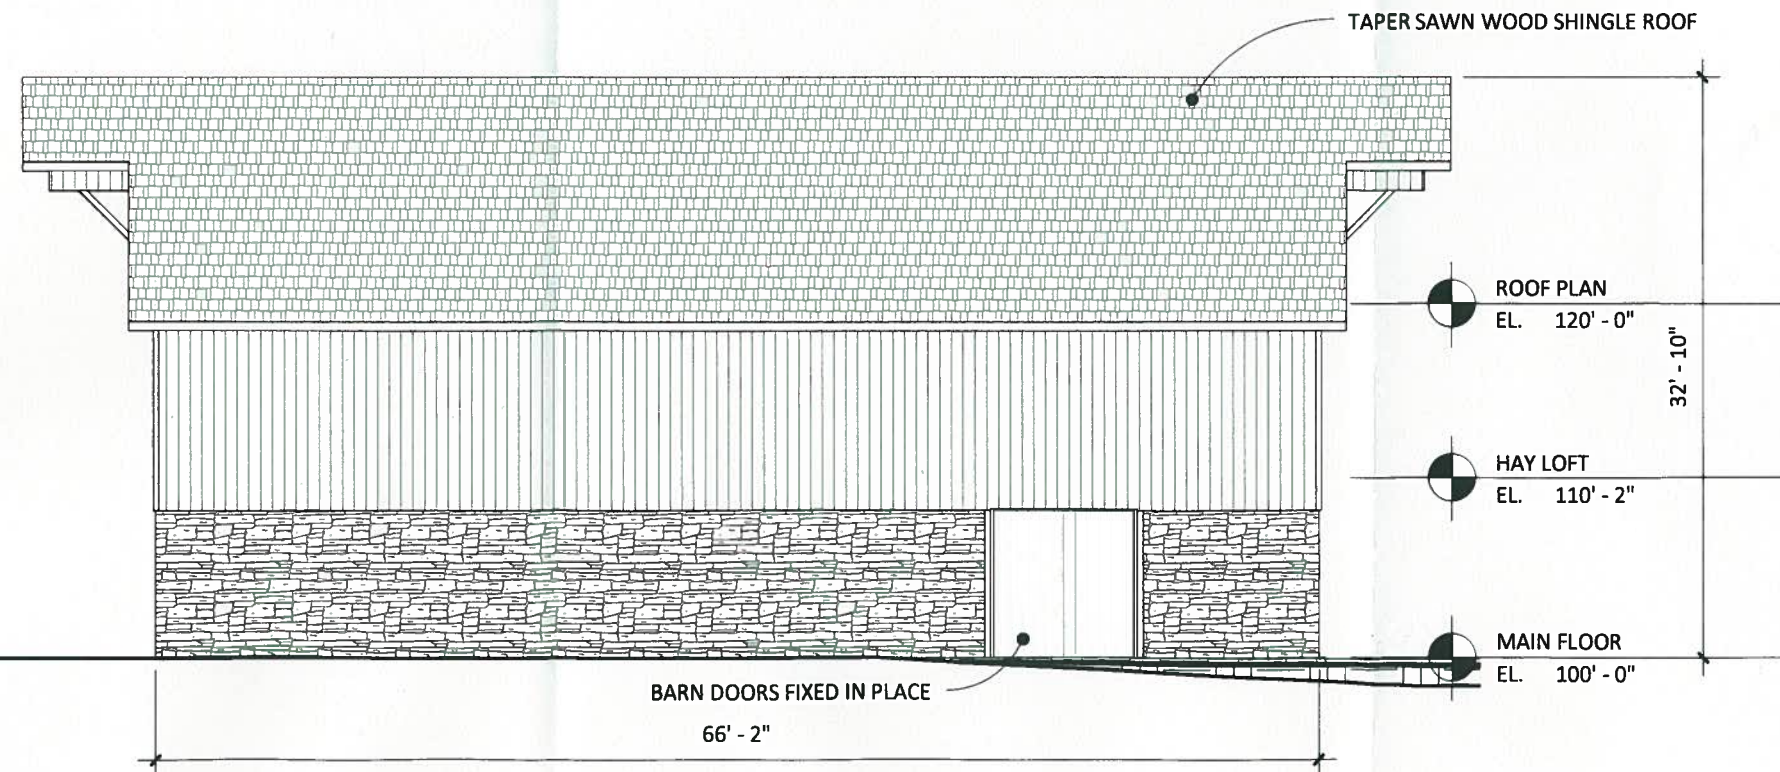 TAPER SAWN WOOD SHINGLE ROOF
ROOF PLAN
EL. 120' - 0"
32' - 10"
HAY LOFT
EL. 110' - 2"
MAIN FLOOR
EL. 100' - 0"
BARN DOORS FIXED IN PLACE
66' - 2"